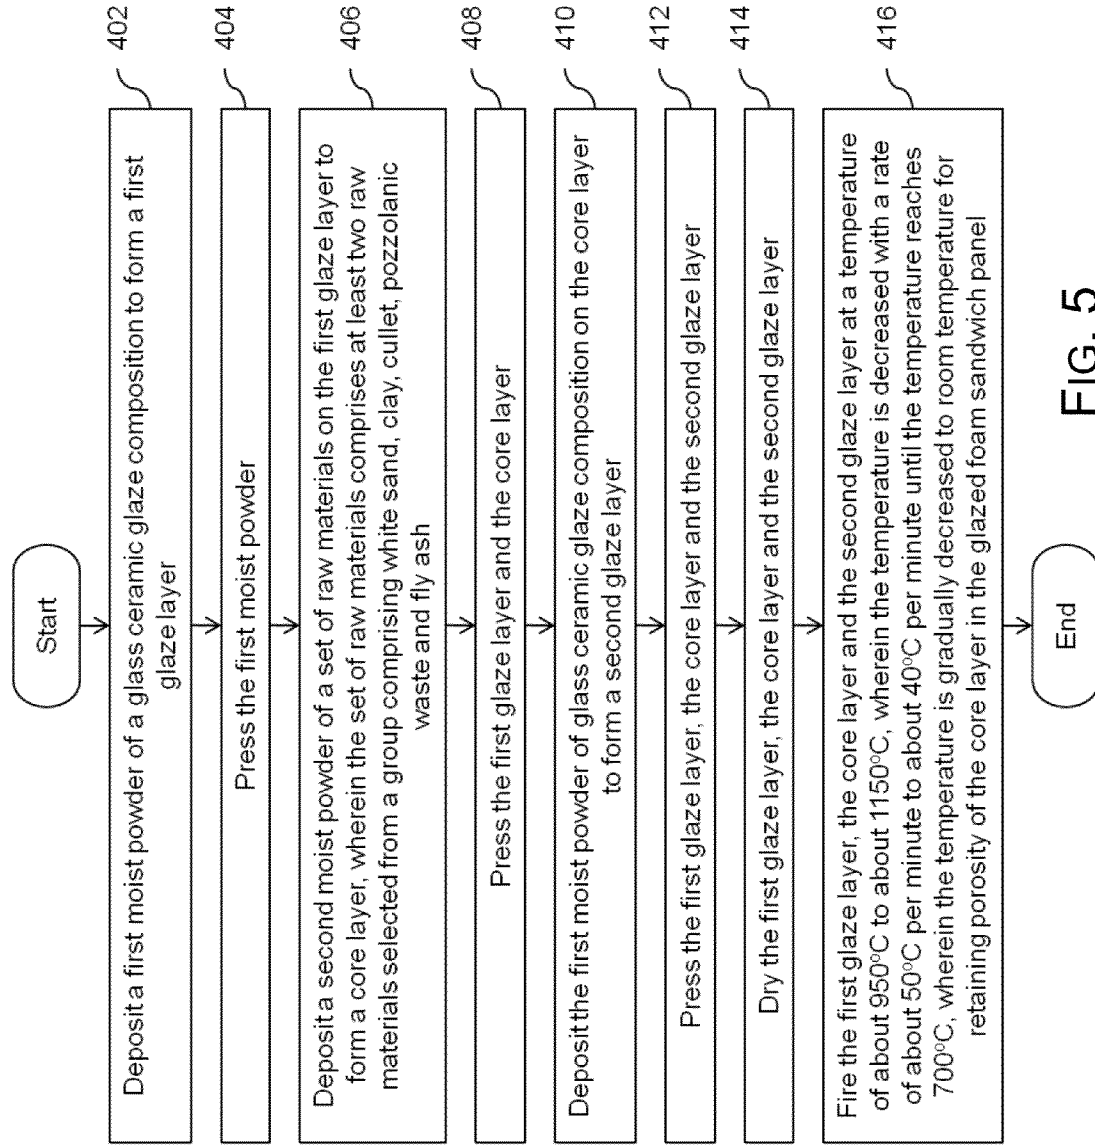 Start
Deposit a first moist powder of a glass ceramic glaze composition to form a first
glaze layer
402
Press the first moist powder
404
Deposit a second moist powder of a set of raw materials on the first glaze layer to
form a core layer, wherein the set of raw materials comprises at least two raw
materials selected from a group comprising white sand, clay, cullet, pozzolanic
waste and fly ash
406
Press the first glaze layer and the core layer
408
Deposit the first moist powder of glass ceramic glaze composition on the core layer
to form a second glaze layer
410
Press the first glaze layer, the core layer and the second glaze layer
412
Dry the first glaze layer, the core layer and the second glaze layer
414
Fire the first glaze layer, the core layer and the second glaze layer at a temperature
of about 950°C to about 1150°C, wherein the temperature is decreased with a rate
of about 50°C per minute to about 40°C per minute until the temperature reaches
700°C, wherein the temperature is gradually decreased to room temperature for
retaining porosity of the core layer in the glazed foam sandwich panel
416
End
FIG. 5